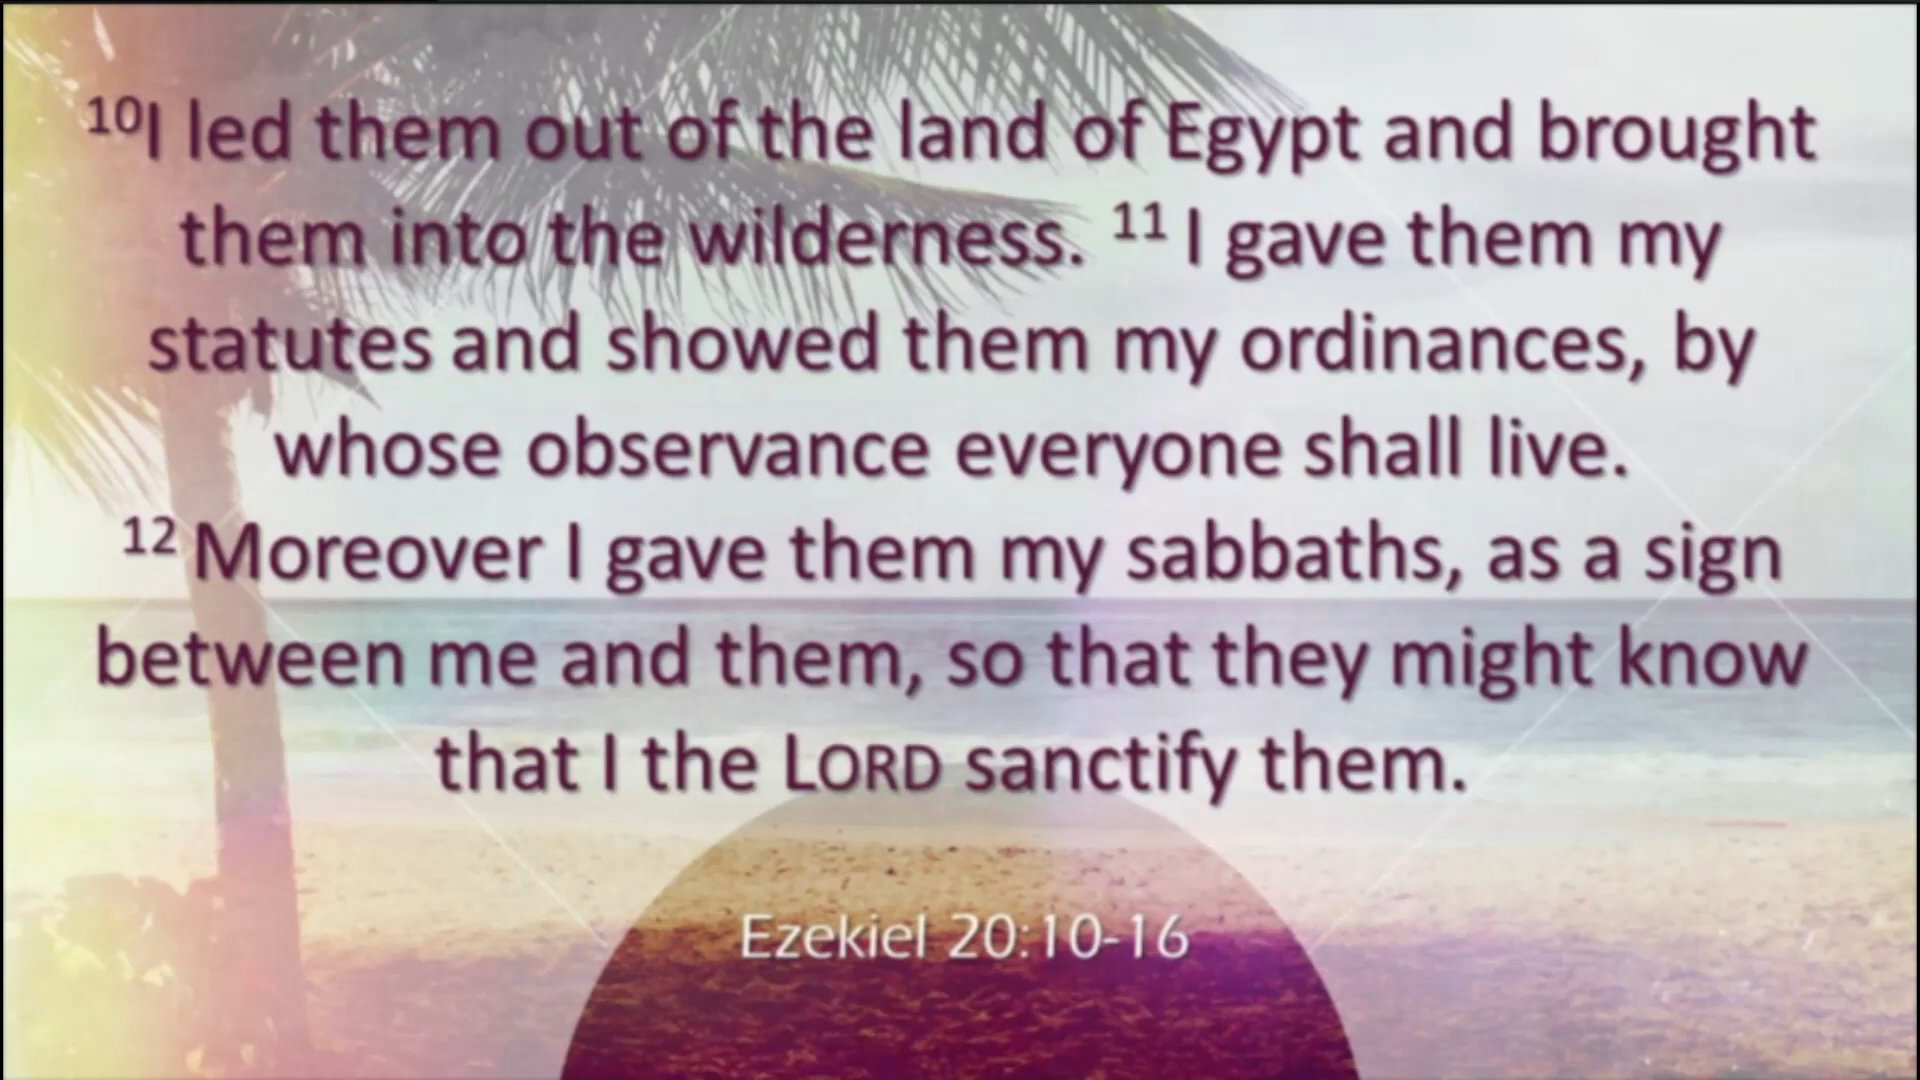 10I led them out of the land of Egypt and brought
them into the wilderness. 11 I gave them my
statutes and showed them my ordinances, by
whose observance everyone shall live.
12 Moreover I gave them my sabbaths, as a sign
between me and them, so that they might know
that I the LORD sanctify them.
Ezekiel 20:10-16